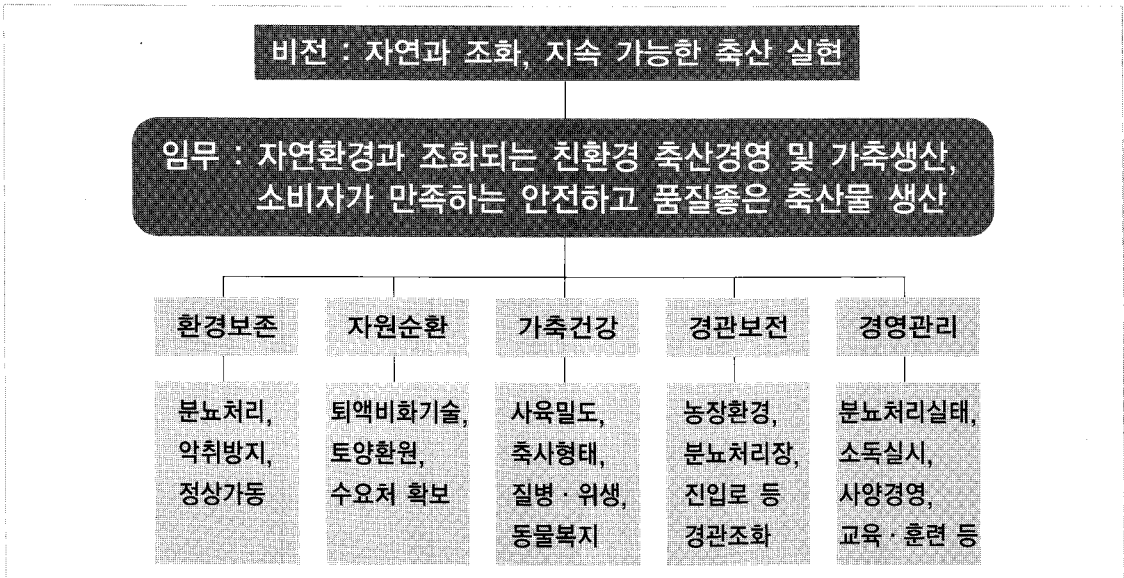 비전 : 자연과 조화, 지속 가능한 축산 실현
임무 : 자연환경과 조화되는 친환경 축산경영 및 가축생산,
소비자가 만족하는 안전하고 품질좋은 축산물 생산
환경보존
자원순환
가축건강
경관보전
경영관리
분뇨처리,
악취방지,
정상가동
퇴액비화기술,
토양환원,
수요처 확보
사육밀도,
축사형태,
질병 · 위생,
동물복지
농장환경,
분뇨처리장,
진입로 등
경관조화
분뇨처리실태,
소독실시,
사양경영,
교육 · 훈련 등